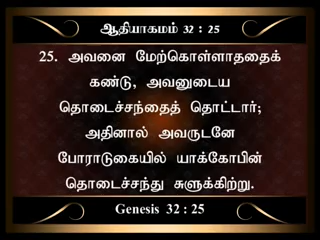 ஆதியாகமம் 32 : 25
25. அவனை மேற்கொள்ளாததைக்
கண்டு, அவனுடைய
தொடைச்சந்தைத் தொட்டார்;
அதினால் அவருடனே
போராடுகையில் யாக்கோபின்
தொடைச்சந்து சுளுக்கிற்று.
Genesis 32 : 25